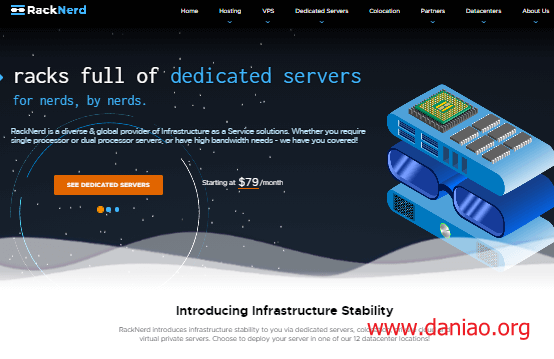 RackNerd
Home Hosting VPS Dedicated Servers Colocation Partners Datacenters About Us
racks full of dedicated servers
for nerds, by nerds.
RackNerd is a diverse & global provider of Infrastructure as a Service solutions. Whether you require
single processor or dual processor servers, or have high bandwidth needs - we have you covered!
SEE DEDICATED SERVERS
Starting at $79/month
Introducing Infrastructure Stability
RackNerd introduces infrastructure stability to you via dedicated servers,
virtual private servers. Choose to deploy your server in one of our 12 datacenter locations!
www.daniao.org